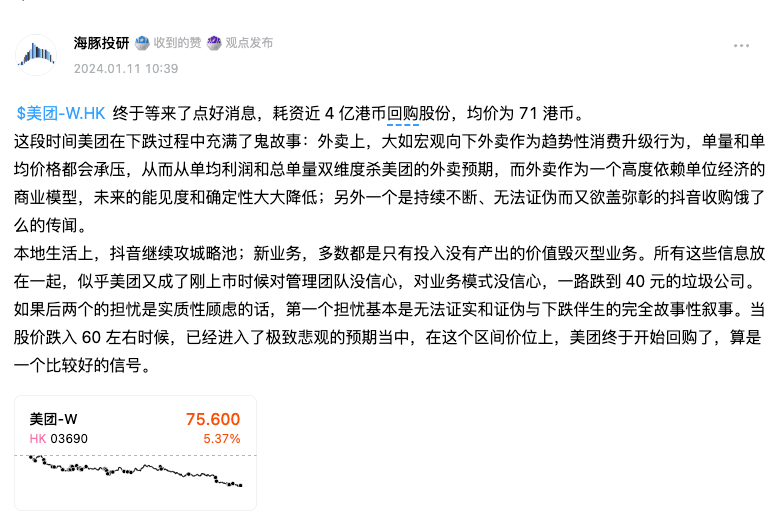 海豚投研 收到的赞 观点发布
2024.01.11 10:39
$美团-W.HK 终于等来了点好消息，耗资近 4 亿港币回购股份，均价为 71 港币。
这段时间美团在下跌过程中充满了鬼故事：外卖上，大如宏观向下外卖作为趋势性消费升级行为，单量和单
均价格都会承压，从而从单均利润和总单量双维度杀美团的外卖预期，而外卖作为一个高度依赖单位经济的
商业模型，未来的能见度和确定性大大降低；另外一个是持续不断、无法证伪而又欲盖弥彰的抖音收购饿了
么的传闻。
本地生活上，抖音继续攻城略池；新业务，多数都是只有投入没有产出的价值毁灭型业务。所有这些信息放
在一起，似乎美团又成了刚上市时候对管理团队没信心，对业务模式没信心，一路跌到 40 元的垃圾公司。
如果后两个的担忧是实质性顾虑的话，第一个担忧基本是无法证实和证伪与下跌伴生的完全故事性叙事。当
股价跌入 60 左右时候，已经进入了极致悲观的预期当中，在这个区间价位上，美团终于开始回购了，算是
一个比较好的信号。
美团-W 75.600
HK 03690 5.37%